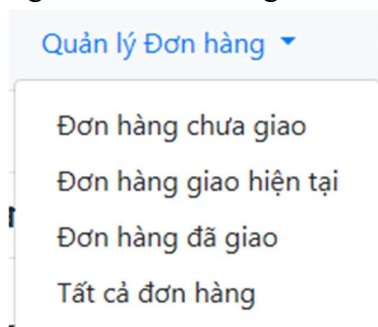 Quản lý Đơn hàng
Đơn hàng chưa giao
Đơn hàng giao hiện tại
Đơn hàng đã giao
Tất cả đơn hàng